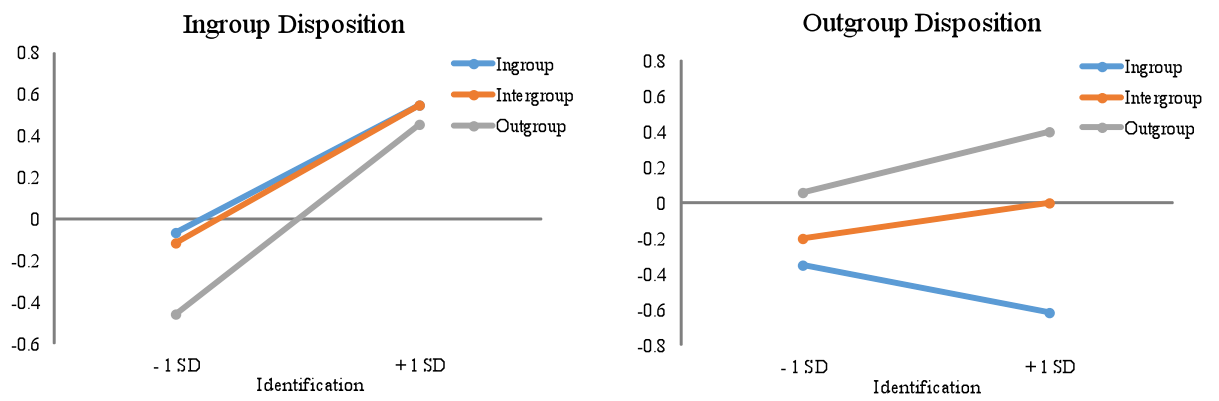 Ingroup Disposition
0.8
0.6
0.4
0.2
0
-0.2
-0.4
-0.6
Ingroup
Intergroup
Outgroup
- 1 SD
+ 1 SD
Identification
Outgroup Disposition
0.8
0.6
0.4
0.2
0
-0.2
-0.4
-0.6
-0.8
Ingroup
Intergroup
Outgroup
- 1 SD
+ 1 SD
Identification